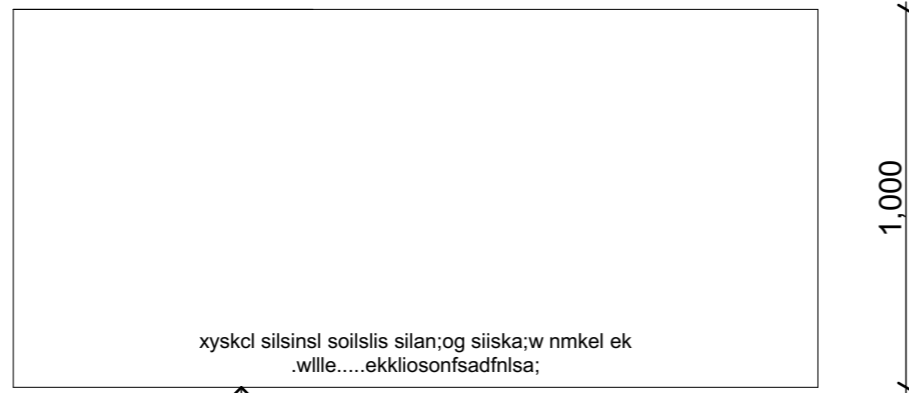 1,000
xyskcl silsinsl soilslis silan;og siiska;w nmkel ek
.wllle.....ekkliosonfsadfnlsa;